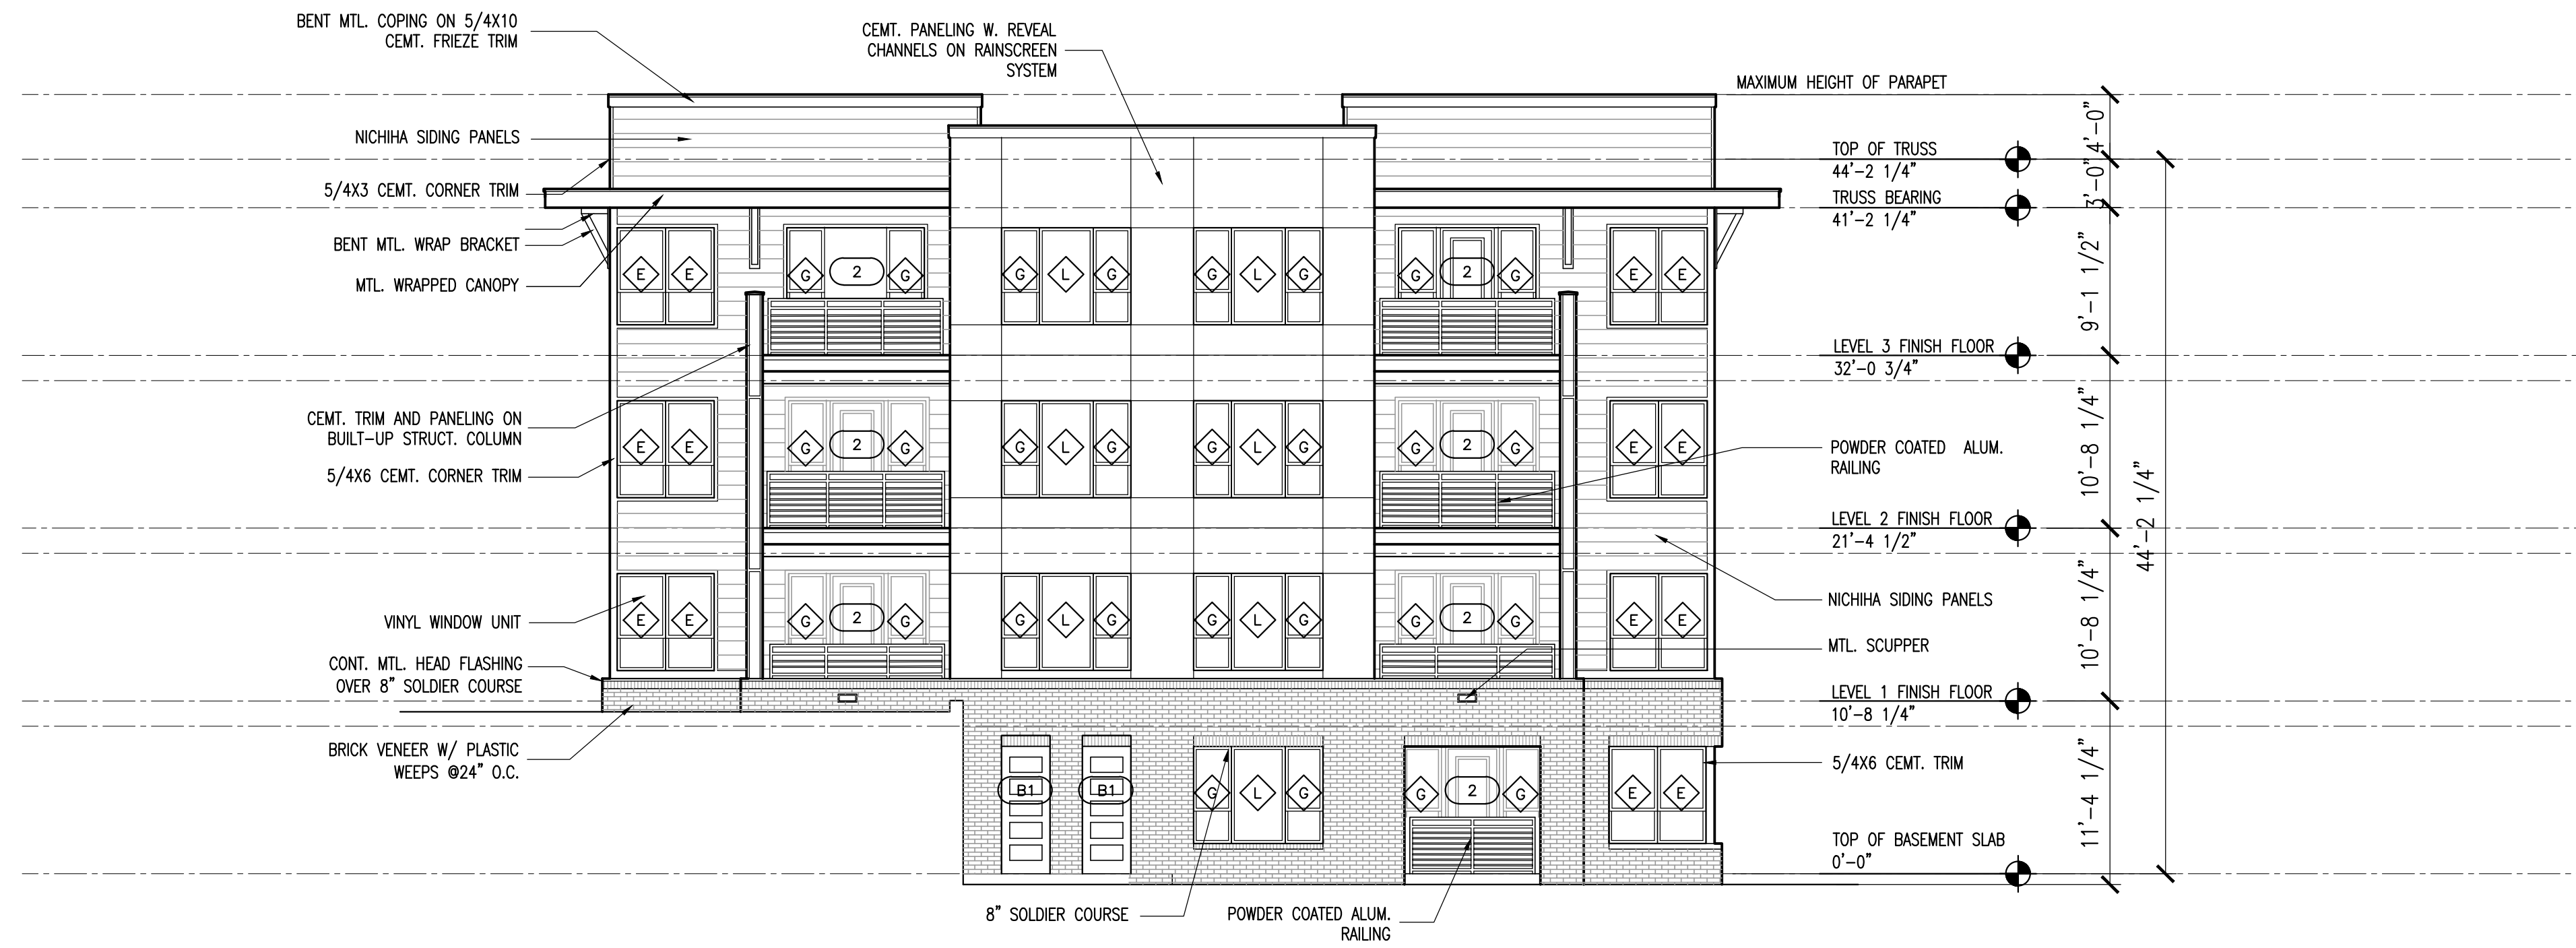 BENT MTL. COPING ON 5/4X10
CEMT. FRIEZE TRIM
CEMT. PANELING W. REVEAL
CHANNELS ON RAINSCREEN
SYSTEM
MAXIMUM HEIGHT OF PARAPET
4'-0"
NICHIHA SIDING PANELS
TOP OF TRUSS
44'-2 1/4"
3'-0"
5/4X3 CEMT. CORNER TRIM
TRUSS BEARING
41'-2 1/4"
BENT MTL. WRAP BRACKET
MTL. WRAPPED CANOPY
9'-1 1/2"
E E G 2 G G L G G L G G 2 G E E
LEVEL 3 FINISH FLOOR
32'-0 3/4"
CEMT. TRIM AND PANELING ON
BUILT-UP STRUCT. COLUMN
5/4X6 CEMT. CORNER TRIM
E E G 2 G G L G G L G G 2 G E E
POWDER COATED ALUM.
RAILING
10'-8 1/4"
44'-2 1/4"
LEVEL 2 FINISH FLOOR
21'-4 1/2"
NICHIHA SIDING PANELS
VINYL WINDOW UNIT
E E G 2 G G L G G L G G 2 G E E
10'-8 1/4"
MTL. SCUPPER
CONT. MTL. HEAD FLASHING
OVER 8" SOLDIER COURSE
LEVEL 1 FINISH FLOOR
10'-8 1/4"
BRICK VENEER W/ PLASTIC
WEEPS @24" O.C.
5/4X6 CEMT. TRIM
B1 B1 G L G G 2 G E E
11'-4 1/4"
TOP OF BASEMENT SLAB
0'-0"
8" SOLDIER COURSE
POWDER COATED ALUM.
RAILING